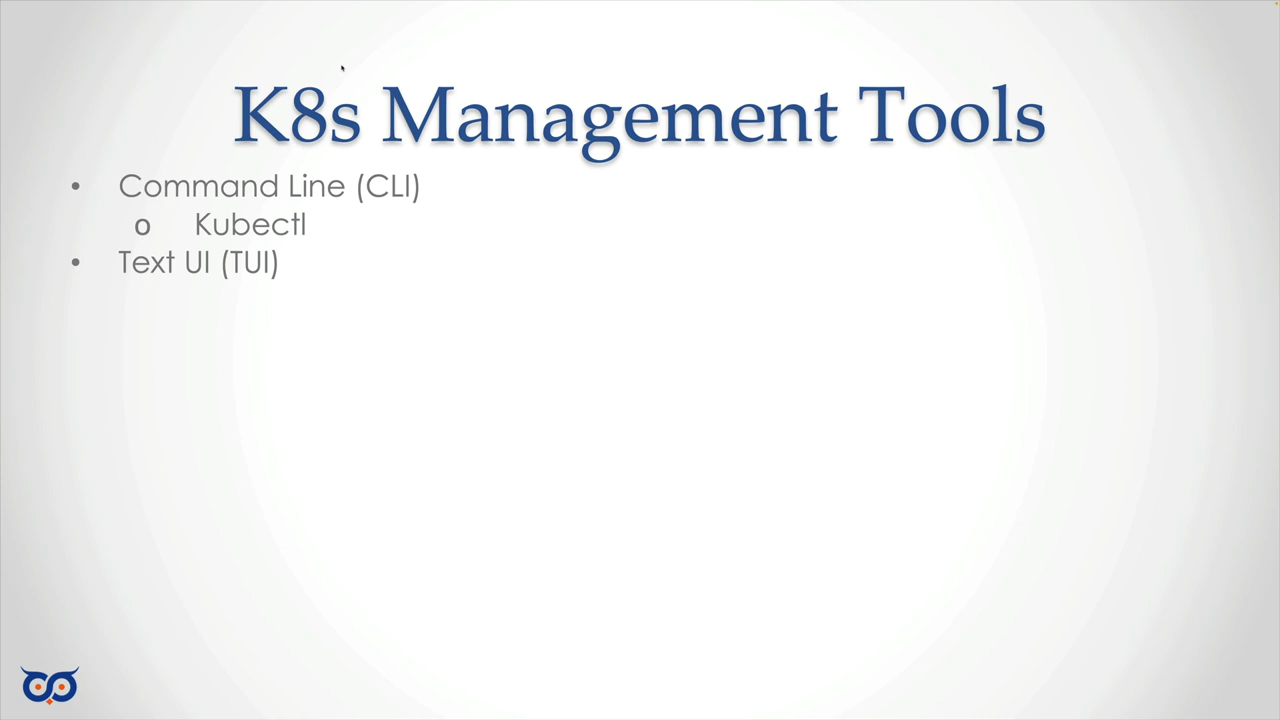 K8s Management Tools
• Command Line (CLI)
o Kubectl
• Text UI (TUI)